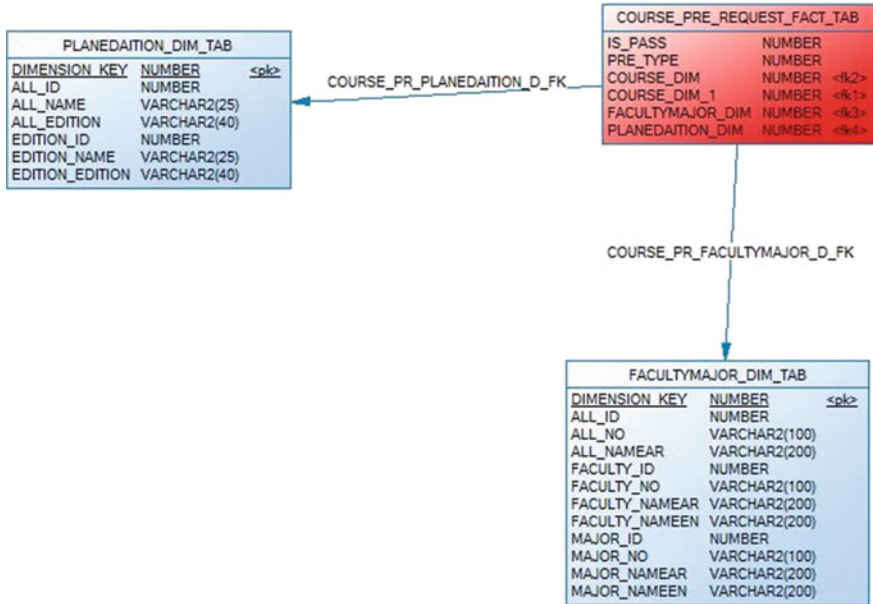 PLANEDAITION_DIM_TAB
DIMENSION_KEY NUMBER <pk>
ALL_ID NUMBER
ALL_NAME VARCHAR2(25)
ALL_EDITION VARCHAR2(40)
EDITION_ID NUMBER
EDITION_NAME VARCHAR2(25)
EDITION_EDITION VARCHAR2(40)
COURSE_PR_PLANEDAITION_D_FK
COURSE_PRE_REQUEST_FACT_TAB
IS_PASS NUMBER
PRE_TYPE NUMBER
COURSE_DIM NUMBER <fk2>
COURSE_DIM_1 NUMBER <fk1>
FACULTYMAJOR_DIM NUMBER <fk3>
PLANEDAITION_DIM NUMBER <fk4>
COURSE_PR_FACULTYMAJOR_D_FK
FACULTYMAJOR_DIM_TAB
DIMENSION_KEY NUMBER <pk>
ALL_ID NUMBER
ALL_NO VARCHAR2(100)
ALL_NAMEAR VARCHAR2(200)
FACULTY_ID NUMBER
FACULTY_NO VARCHAR2(100)
FACULTY_NAMEAR VARCHAR2(200)
FACULTY_NAMEEN VARCHAR2(200)
MAJOR_ID NUMBER
MAJOR_NO VARCHAR2(100)
MAJOR_NAMEAR VARCHAR2(200)
MAJOR_NAMEEN VARCHAR2(200)